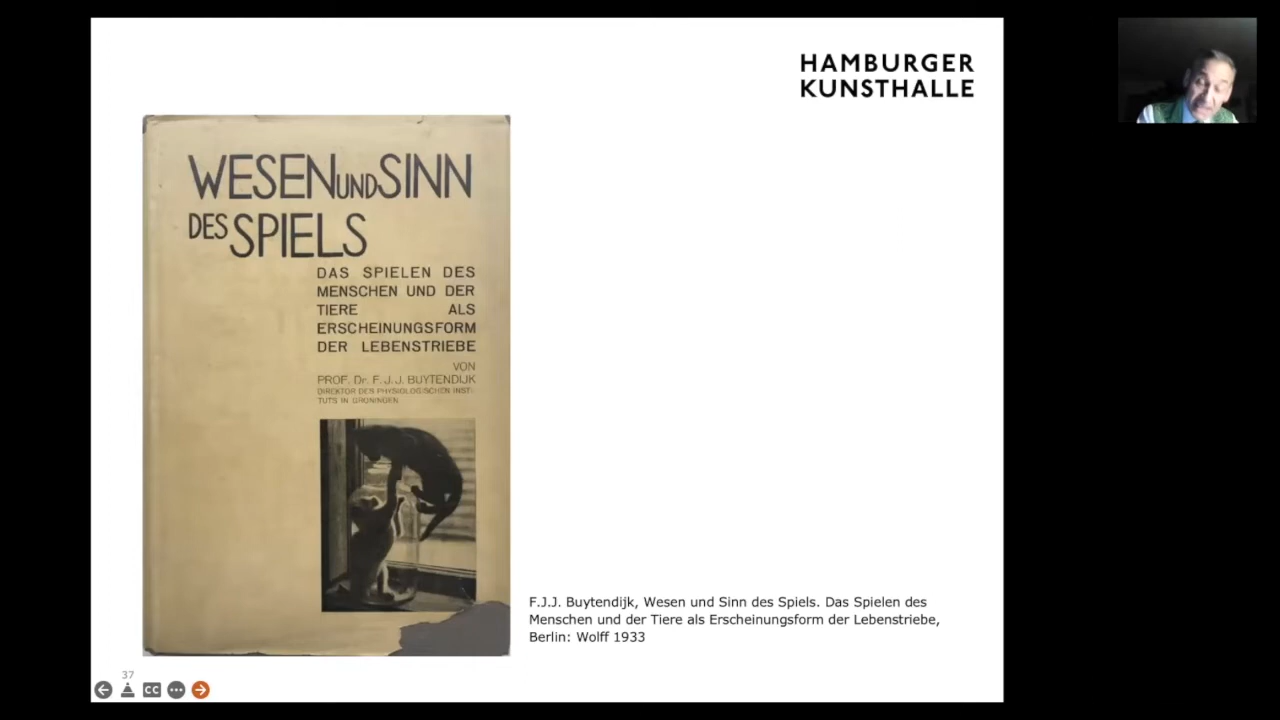 HAMBURGER
KUNSTHALLE
WESEN UND SINN
DES SPIELS
DAS SPIELEN DES
MENSCHEN UND DER
TIERE ALS
ERSCHEINUNGSFORM
DER LEBENSTRIEBE
VON
PROF. Dr. F. J. J. BUYTENDIJK
DIREKTOR DES PHYSIOLOGISCHEN INSTI-
TUTS IN GRONINGEN
F.J.J. Buytendijk, Wesen und Sinn des Spiels. Das Spielen des
Menschen und der Tiere als Erscheinungsform der Lebenstriebe,
Berlin: Wolff 1933
37
CC